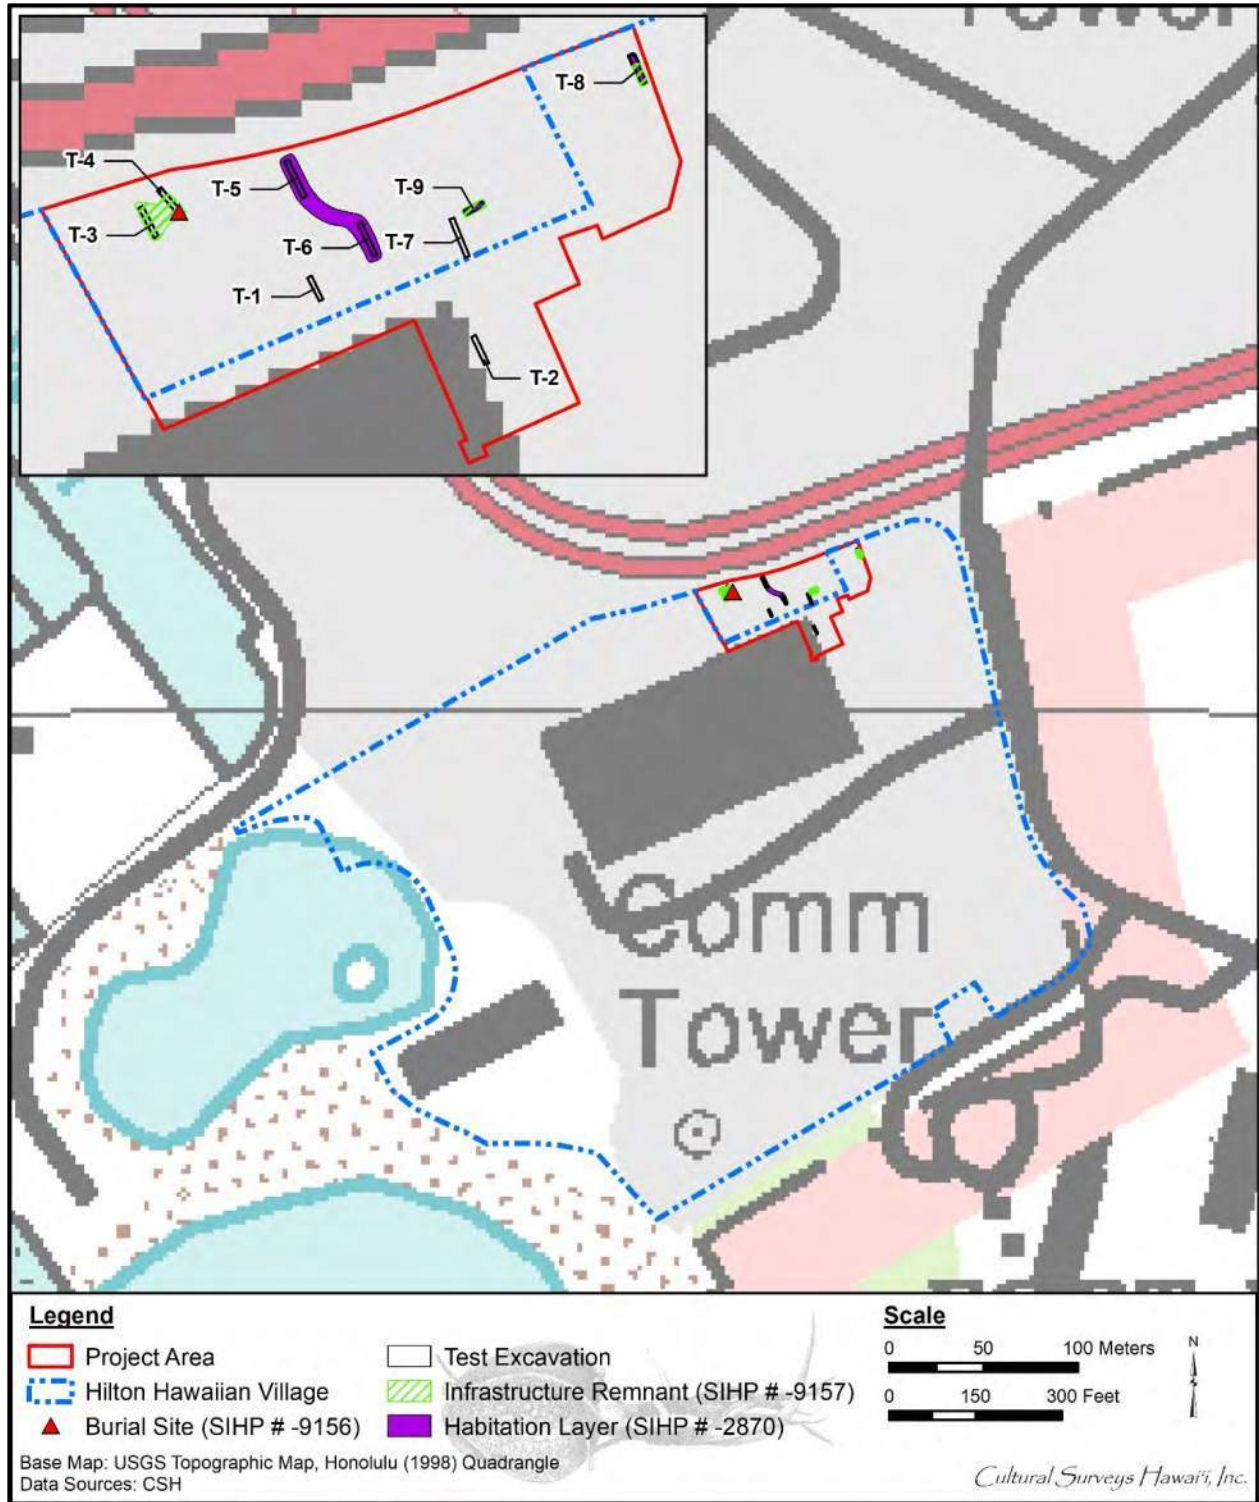 T-8
T-4
T-5
T-9
T-3
T-6
T-7
T-1
T-2
Comm
Tower
Legend
Project Area
Hilton Hawaiian Village
Burial Site (SIHP # -9156)
Test Excavation
Infrastructure Remnant (SIHP # -9157)
Habitation Layer (SIHP # -2870)
Scale
0 50 100 Meters
0 150 300 Feet
N
Base Map: USGS Topographic Map, Honolulu (1998) Quadrangle
Data Sources: CSH
Cultural Surveys Hawai‘i, Inc.